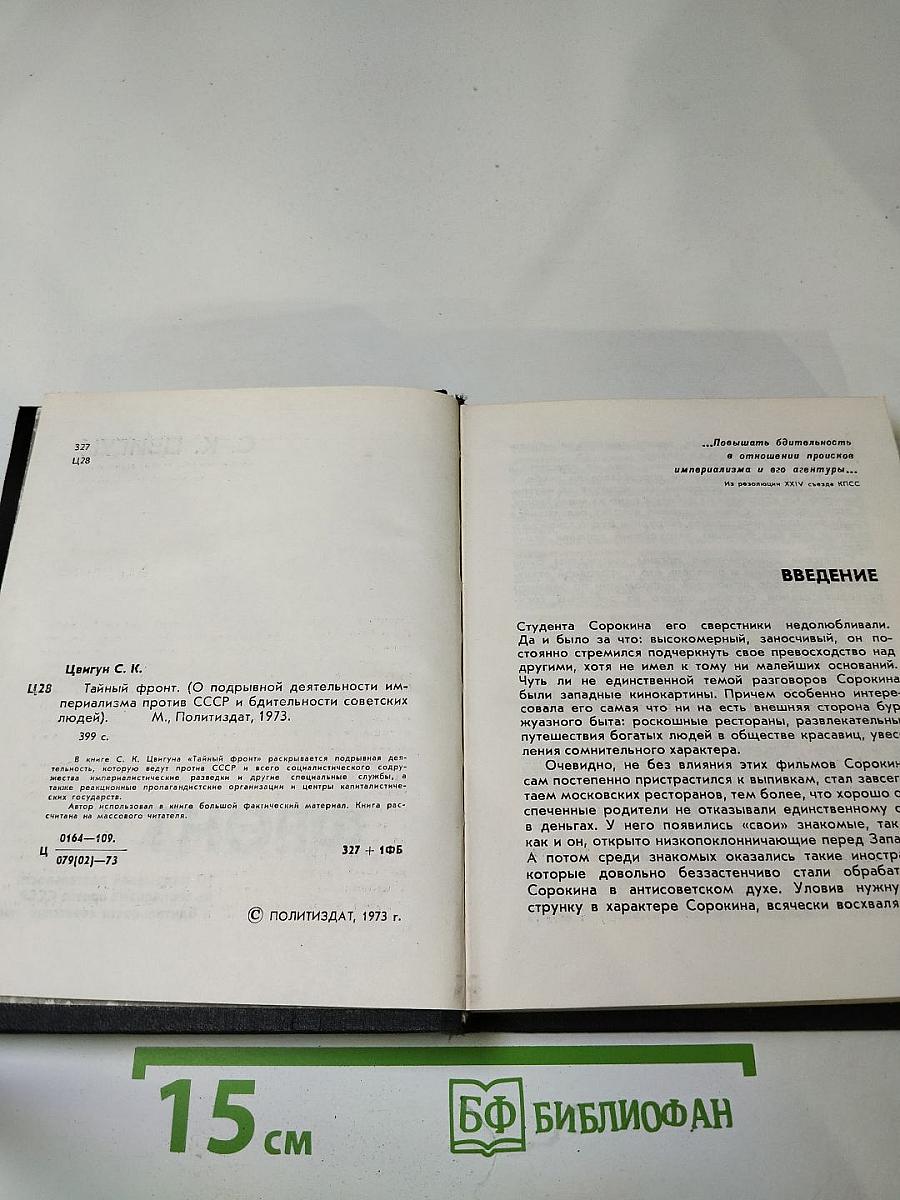 327
Ц28
Цвигун С. К.
Ц28 Тайный фронт. (О подрывной деятельности им-
периализма против СССР и бдительности советских
людей). М., Политиздат, 1973.
399 с.
В книге С. К. Цвигуна «Тайный фронт» раскрывается подрывная дея-
тельность, которую ведут против СССР и всего социалистического содру-
жества империалистические разведки и другие специальные службы, а
также реакционные пропагандистские организации и центры капиталистиче-
ских государств.
Автор использовал в книге большой фактический материал. Книга рас-
считана на массового читателя.
Ц 0164—109.
079(02)—73
327 + 1ФБ
© ПОЛИТИЗДАТ, 1973 г.
...Повышать бдительность
в отношении происков
империализма и его агентуры...
Из резолюции XXIV съезда КПСС
ВВЕДЕНИЕ
Студента Сорокина его сверстники недолюбливали.
Да и было за что: высокомерный, заносчивый, он по-
стоянно стремился подчеркнуть свое превосходство над
другими, хотя не имел к тому ни малейших оснований.
Чуть ли не единственной темой разговоров Сорокина
были западные кинокартины. Причем особенно интере-
совала его самая что ни на есть внешняя сторона бур
жуазного быта: роскошные рестораны, развлекательны
путешествия богатых людей в обществе красавиц, увес
ления сомнительного характера.
Очевидно, не без влияния этих фильмов Сорокин
сам постепенно пристрастился к выпивкам, стал завсег
таем московских ресторанов, тем более, что хорошо о
спеченные родители не отказывали единственному с
в деньгах. У него появились «свои» знакомые, так
как и он, открыто низкопоклонничающие перед Запа
А потом среди знакомых оказались такие иностра
которые довольно беззастенчиво стали обрабат
Сорокина в антисоветском духе. Уловив нужну
струнку в характере Сорокина, всячески восхваля
15 см
БФ БИБЛИОФАН